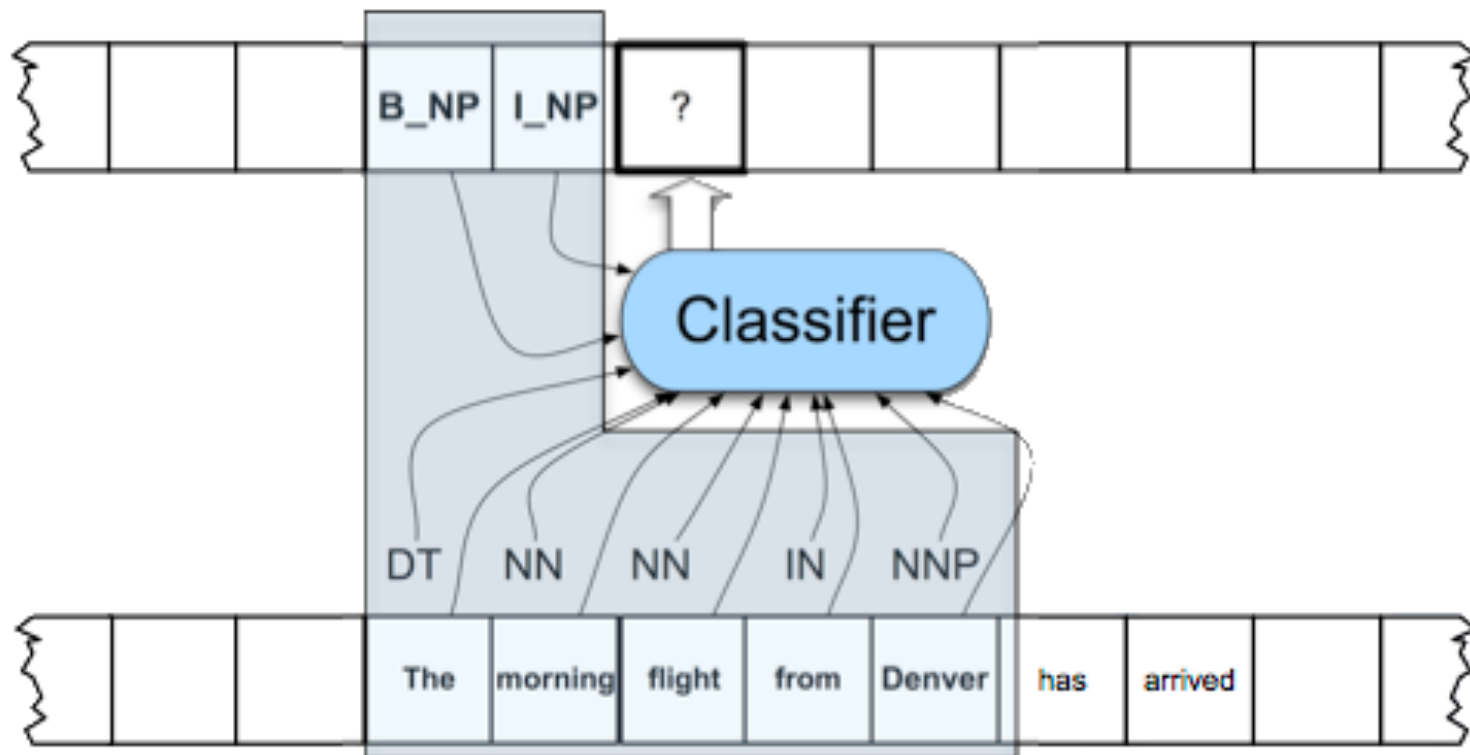 B_NP I_NP ?
Classifier
DT NN NN IN NNP
The morning flight from Denver has arrived